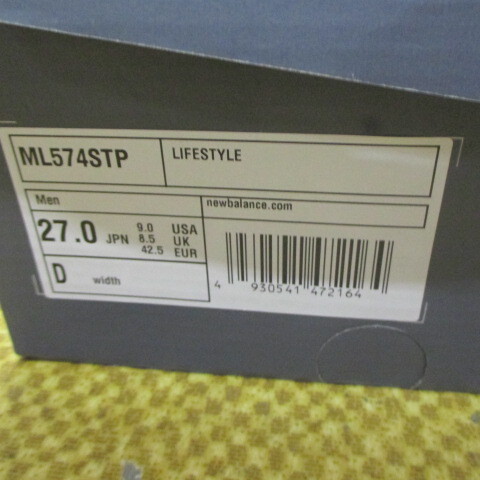 ML574STP LIFESTYLE
Men newbalance.com
27.0 JPN 9.0 USA
8.5 UK
42.5 EUR
D width
4 930541 472164